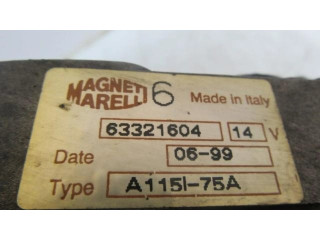 MAGNETI MARELLI 6
Made in Italy
63321604 14 V
Date 06-99
Type A115I-75A